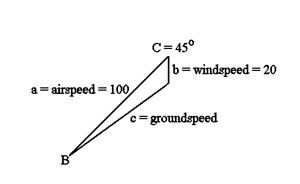 C = 45°
b = windspeed = 20
a = airspeed = 100
c = groundspeed
B